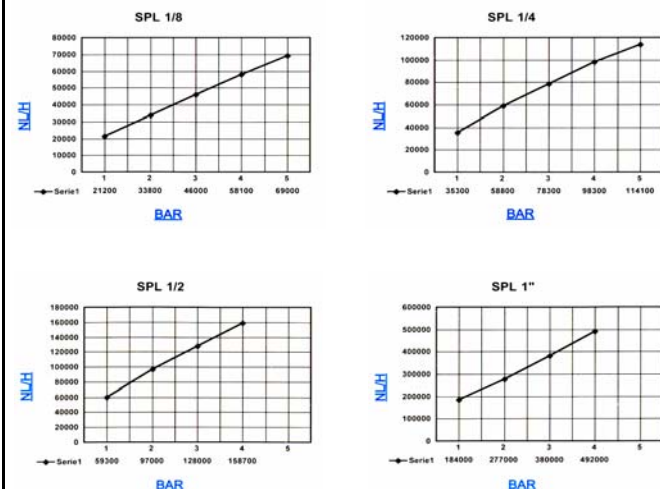 SPL 1/8
80000
70000
60000
50000
40000
30000
20000
10000
0
NL/H
1 2 3 4 5
Serie1 21200 33800 46000 58100 69000
BAR
SPL 1/4
120000
100000
80000
60000
40000
20000
0
NL/H
1 2 3 4 5
Serie1 35300 58800 78300 98300 114100
BAR
SPL 1/2
180000
160000
140000
120000
100000
80000
60000
40000
20000
0
NL/H
1 2 3 4 5
Serie1 59300 97000 128000 158700
BAR
SPL 1"
600000
500000
400000
300000
200000
100000
0
NL/H
1 2 3 4 5
Serie1 184000 277000 380000 492000
BAR